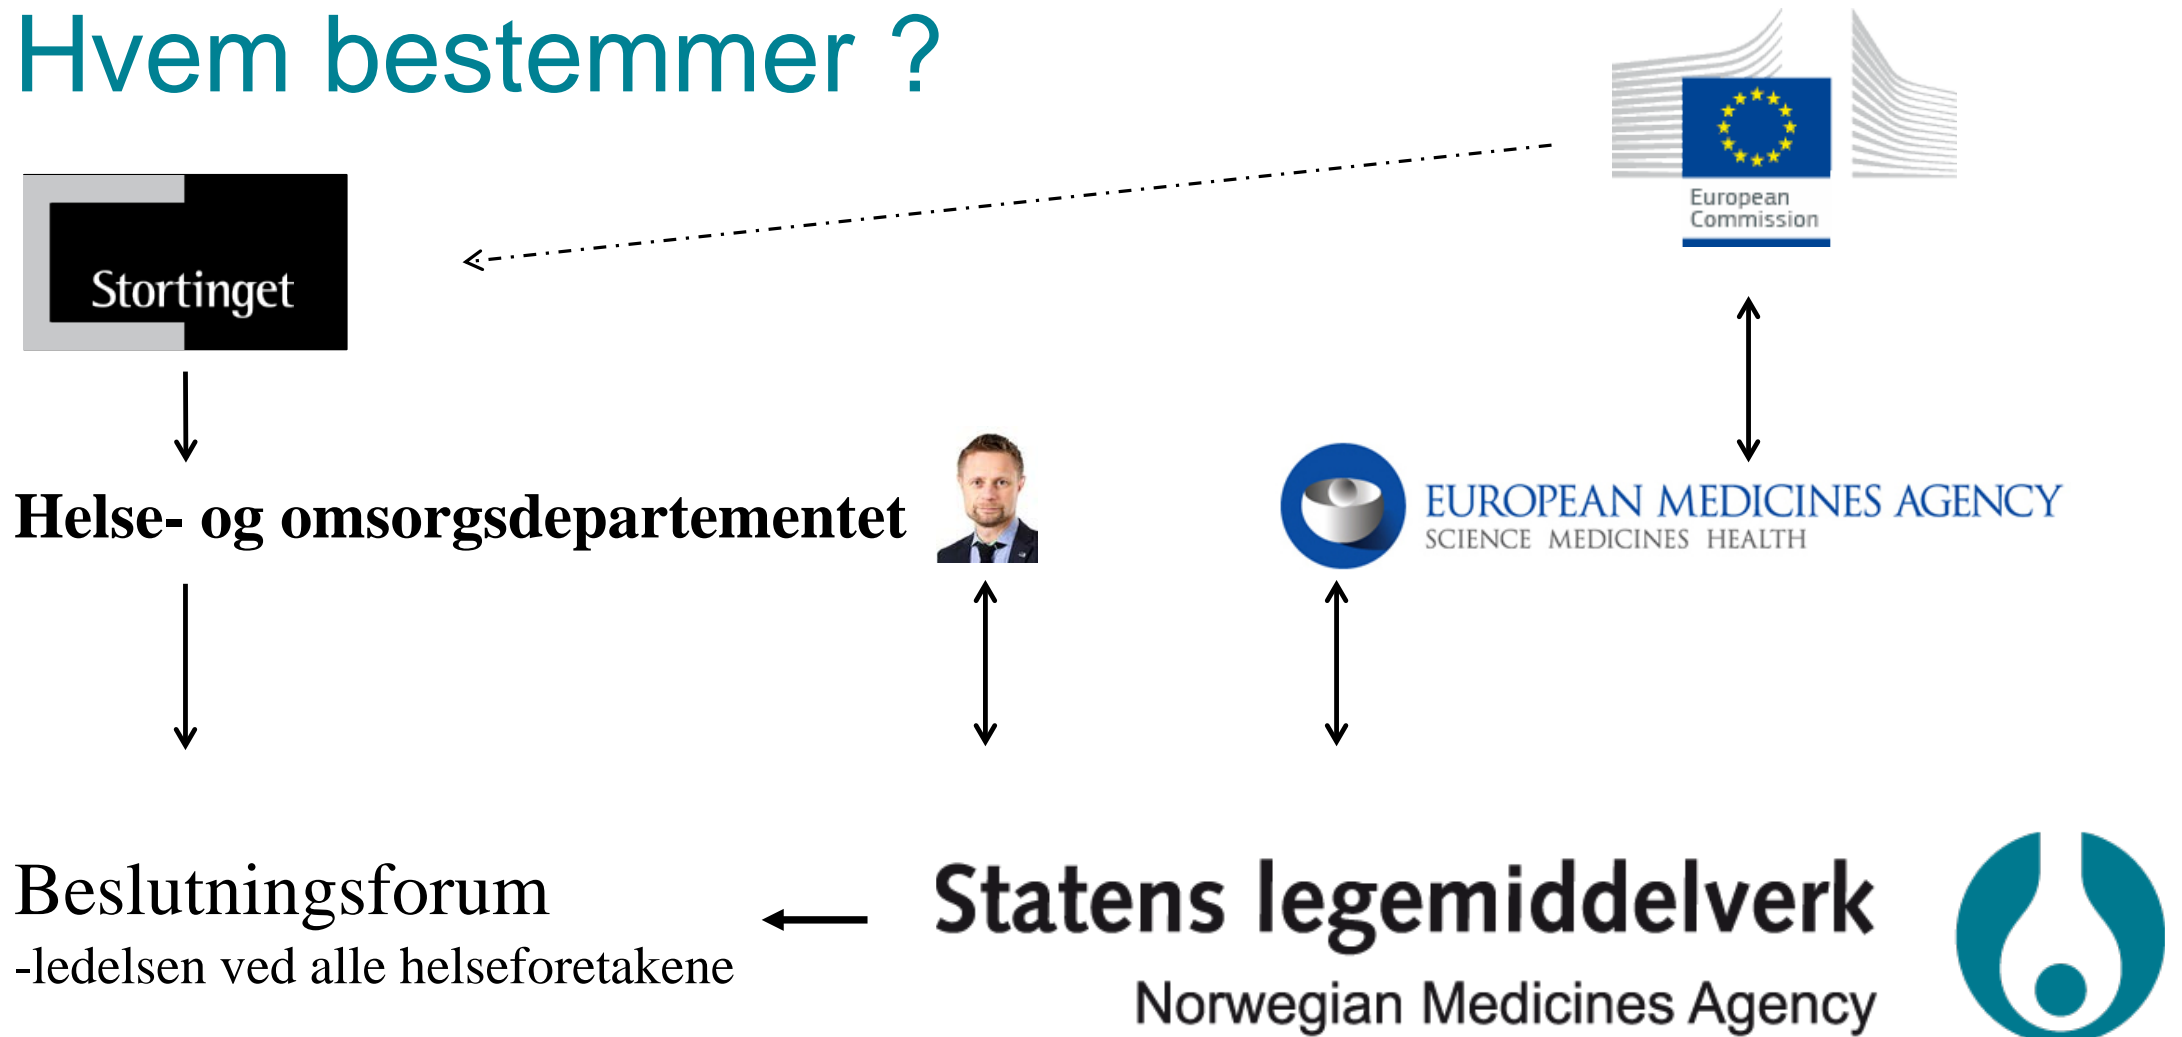 Hvem bestemmer ?
European
Commission
Stortinget
Helse- og omsorgsdepartementet
EUROPEAN MEDICINES AGENCY
SCIENCE MEDICINES HEALTH
Beslutningsforum
-ledelsen ved alle helseforetakene
Statens legemiddelverk
Norwegian Medicines Agency